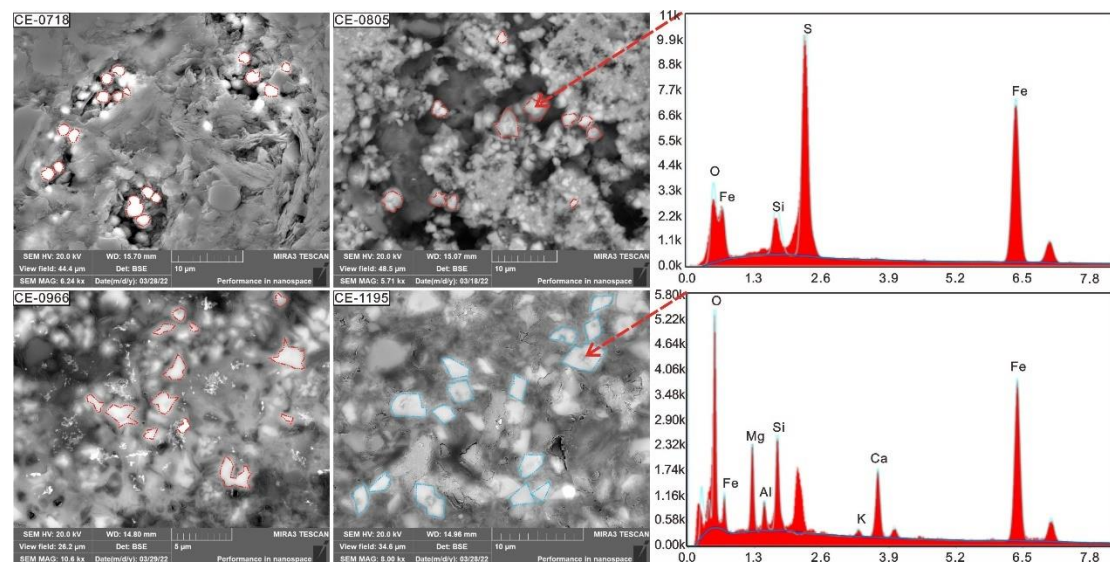 CE-0718
SEM HV: 20.0 kV WD: 15.70 mm MIRA3 TESCAN
View field: 44.4 µm Det: BSE 10 µm
SEM MAG: 6.24 kx Date(m/d/y): 03/28/22 Performance in nanospace
CE-0805
SEM HV: 20.0 kV WD: 15.07 mm MIRA3 TESCAN
View field: 48.5 µm Det: BSE 10 µm
SEM MAG: 5.71 kx Date(m/d/y): 03/18/22 Performance in nanospace
11k
9.9k
8.8k
7.7k
6.6k
5.5k
4.4k
3.3k
2.2k
1.1k
0
O
Fe
Si
S
Fe
0.0 1.3 2.6 3.9 5.2 6.5 7.8
CE-0966
SEM HV: 20.0 kV WD: 14.80 mm MIRA3 TESCAN
View field: 26.2 µm Det: BSE 5 µm
SEM MAG: 10.6 kx Date(m/d/y): 03/29/22 Performance in nanospace
CE-1195
SEM HV: 20.0 kV WD: 14.96 mm MIRA3 TESCAN
View field: 34.6 µm Det: BSE 10 µm
SEM MAG: 8.00 kx Date(m/d/y): 03/28/22 Performance in nanospace
5.80k
5.22k
4.64k
4.06k
3.48k
2.90k
2.32k
1.74k
1.16k
0.58k
0.00k
O
Fe
Mg
Al
Si
K
Ca
Fe
0.0 1.3 2.6 3.9 5.2 6.5 7.8